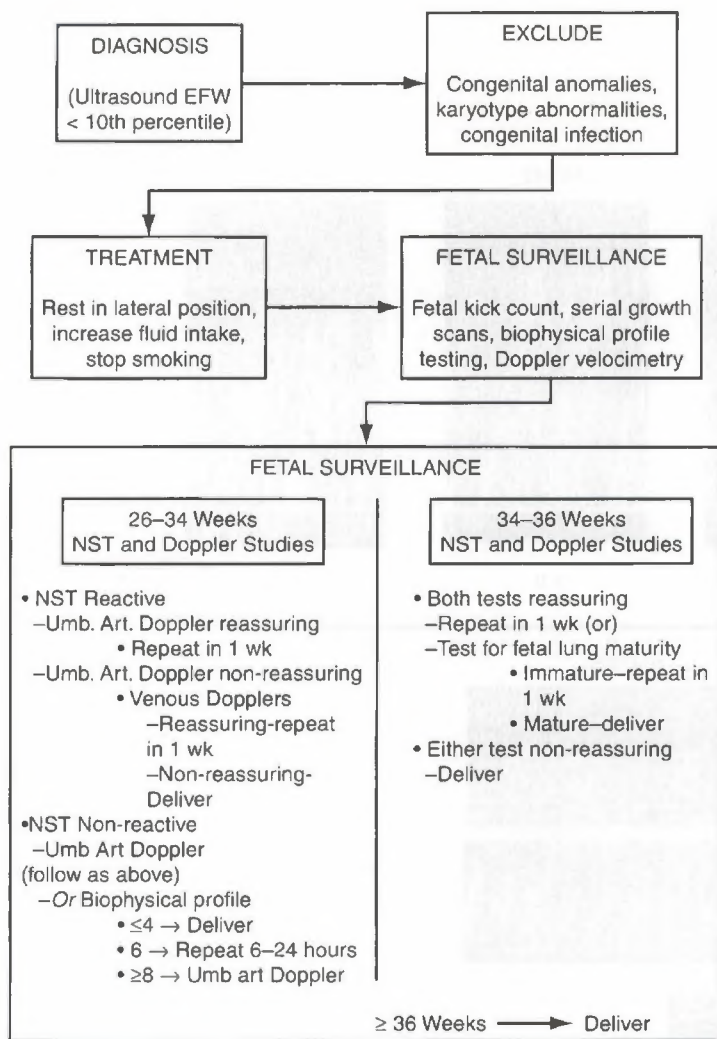 DIAGNOSIS
(Ultrasound EFW
< 10th percentile)
EXCLUDE
Congenital anomalies,
karyotype abnormalities,
congenital infection
TREATMENT
Rest in lateral position,
increase fluid intake,
stop smoking
FETAL SURVEILLANCE
Fetal kick count, serial growth
scans, biophysical profile
testing, Doppler velocimetry
FETAL SURVEILLANCE
26–34 Weeks
NST and Doppler Studies
• NST Reactive
–Umb. Art. Doppler reassuring
• Repeat in 1 wk
–Umb. Art. Doppler non-reassuring
• Venous Dopplers
–Reassuring-repeat
in 1 wk
–Non-reassuring-
Deliver
•NST Non-reactive
–Umb Art Doppler
(follow as above)
–Or Biophysical profile
• ≤4 → Deliver
• 6 → Repeat 6–24 hours
• ≥8 → Umb art Doppler
34–36 Weeks
NST and Doppler Studies
• Both tests reassuring
–Repeat in 1 wk (or)
–Test for fetal lung maturity
• Immature–repeat in
1 wk
• Mature–deliver
• Either test non-reassuring
–Deliver
≥ 36 Weeks → Deliver